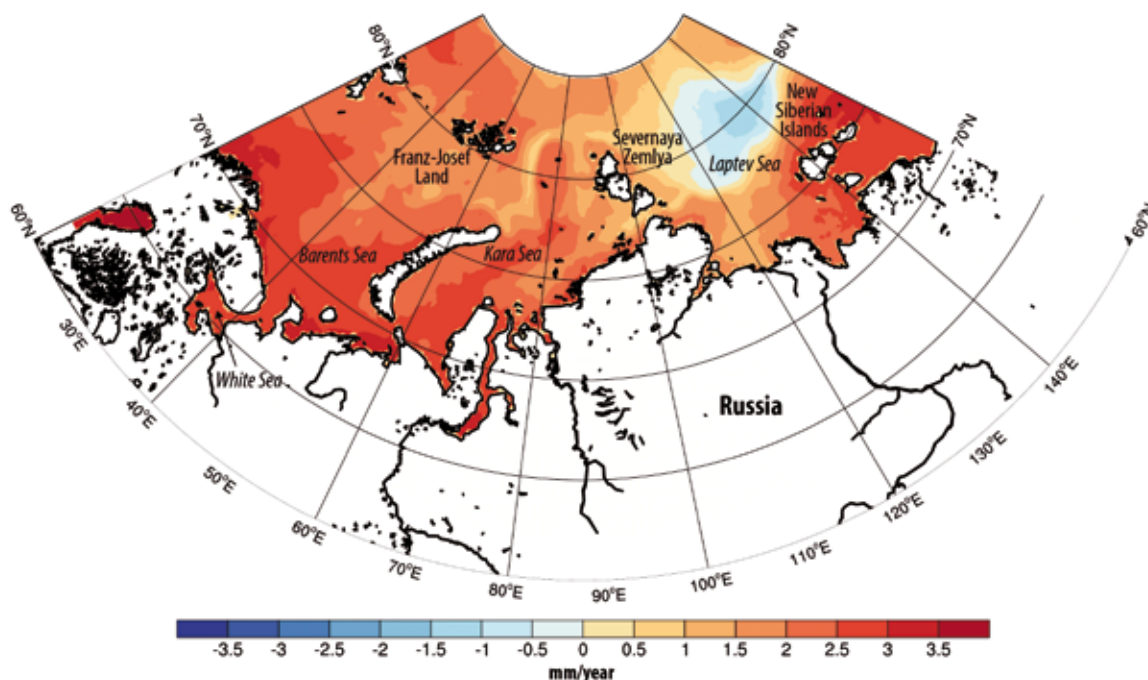 80°N
80°N
70°N
70°N
60°N
60°N
New
Siberian
Islands
Severnaya
Zemlya
Laptev Sea
Franz-Josef
Land
Barents Sea
Kara Sea
White Sea
Russia
30°E
40°E
50°E
60°E
70°E
80°E
90°E
100°E
110°E
120°E
130°E
140°E
-3.5 -3 -2.5 -2 -1.5 -1 -0.5 0 0.5 1 1.5 2 2.5 3 3.5
mm/year